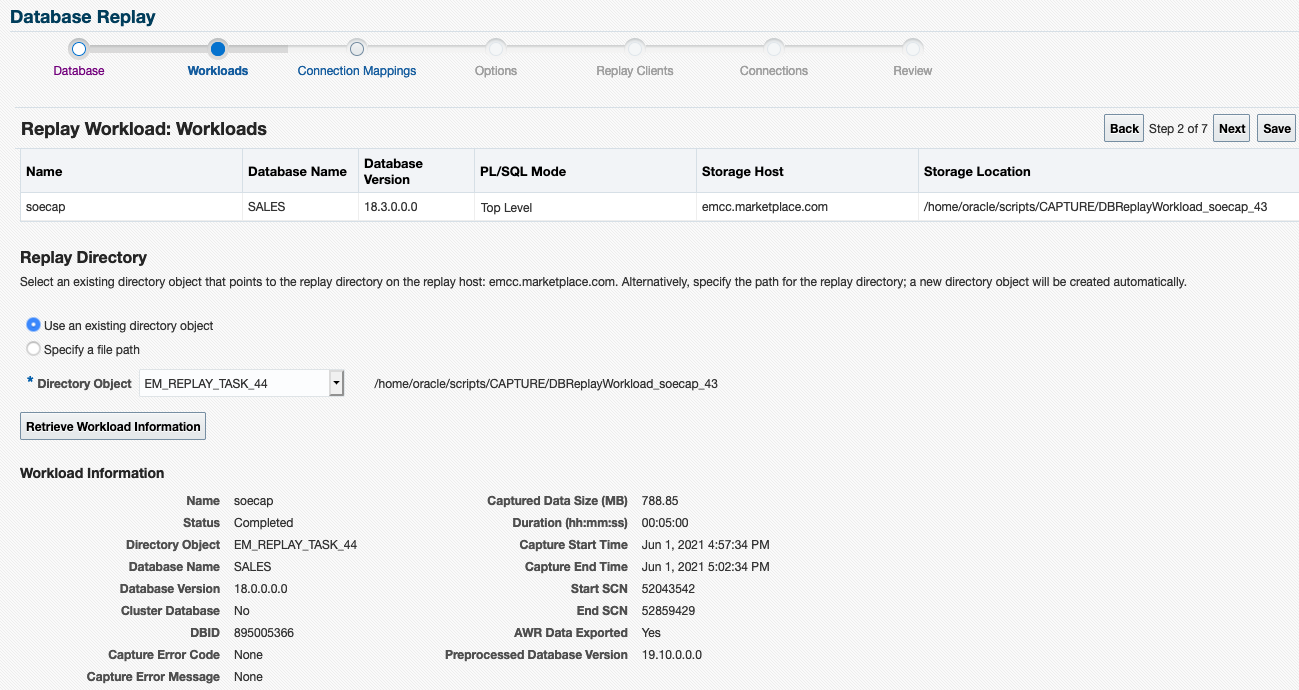 Database Replay
Database
Workloads
Connection Mappings
Options
Replay Clients
Connections
Review
Replay Workload: Workloads
Back Step 2 of 7 Next Save
Name Database Name Database Version PL/SQL Mode Storage Host Storage Location
soecap SALES 18.3.0.0.0 Top Level emcc.marketplace.com /home/oracle/scripts/CAPTURE/DBReplayWorkload_soecap_43
Replay Directory
Select an existing directory object that points to the replay directory on the replay host: emcc.marketplace.com. Alternatively, specify the path for the replay directory; a new directory object will be created automatically.
Use an existing directory object
Specify a file path
* Directory Object EM_REPLAY_TASK_44 /home/oracle/scripts/CAPTURE/DBReplayWorkload_soecap_43
Retrieve Workload Information
Workload Information
Name soecap
Status Completed
Directory Object EM_REPLAY_TASK_44
Database Name SALES
Database Version 18.0.0.0.0
Cluster Database No
DBID 895005366
Capture Error Code None
Capture Error Message None
Captured Data Size (MB) 788.85
Duration (hh:mm:ss) 00:05:00
Capture Start Time Jun 1, 2021 4:57:34 PM
Capture End Time Jun 1, 2021 5:02:34 PM
Start SCN 52043542
End SCN 52859429
AWR Data Exported Yes
Preprocessed Database Version 19.10.0.0.0